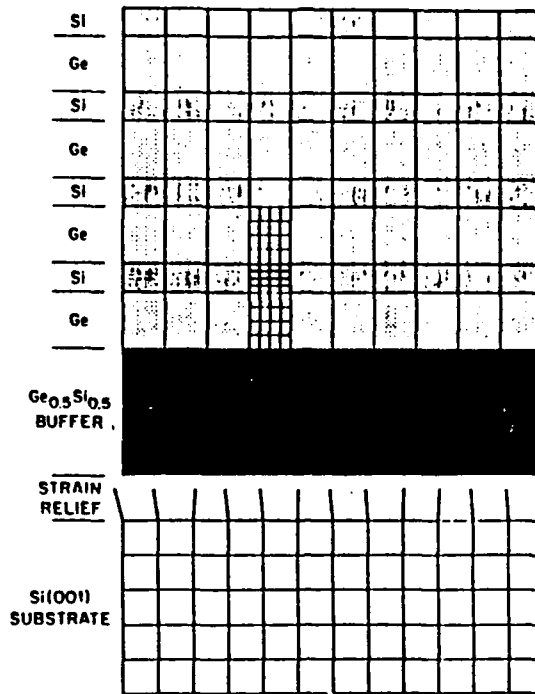 Si
Ge
Si
Ge
Si
Ge
Si
Ge
Ge0.5Si0.5
BUFFER
STRAIN
RELIEF
Si(001)
SUBSTRATE